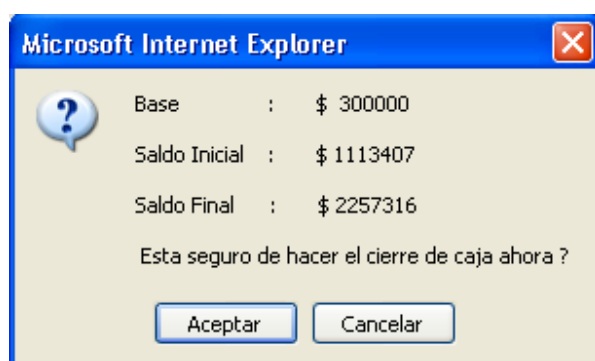 Microsoft Internet Explorer
Base : $ 300000
Saldo Inicial : $ 1113407
Saldo Final : $ 2257316
Esta seguro de hacer el cierre de caja ahora ?
Aceptar Cancelar